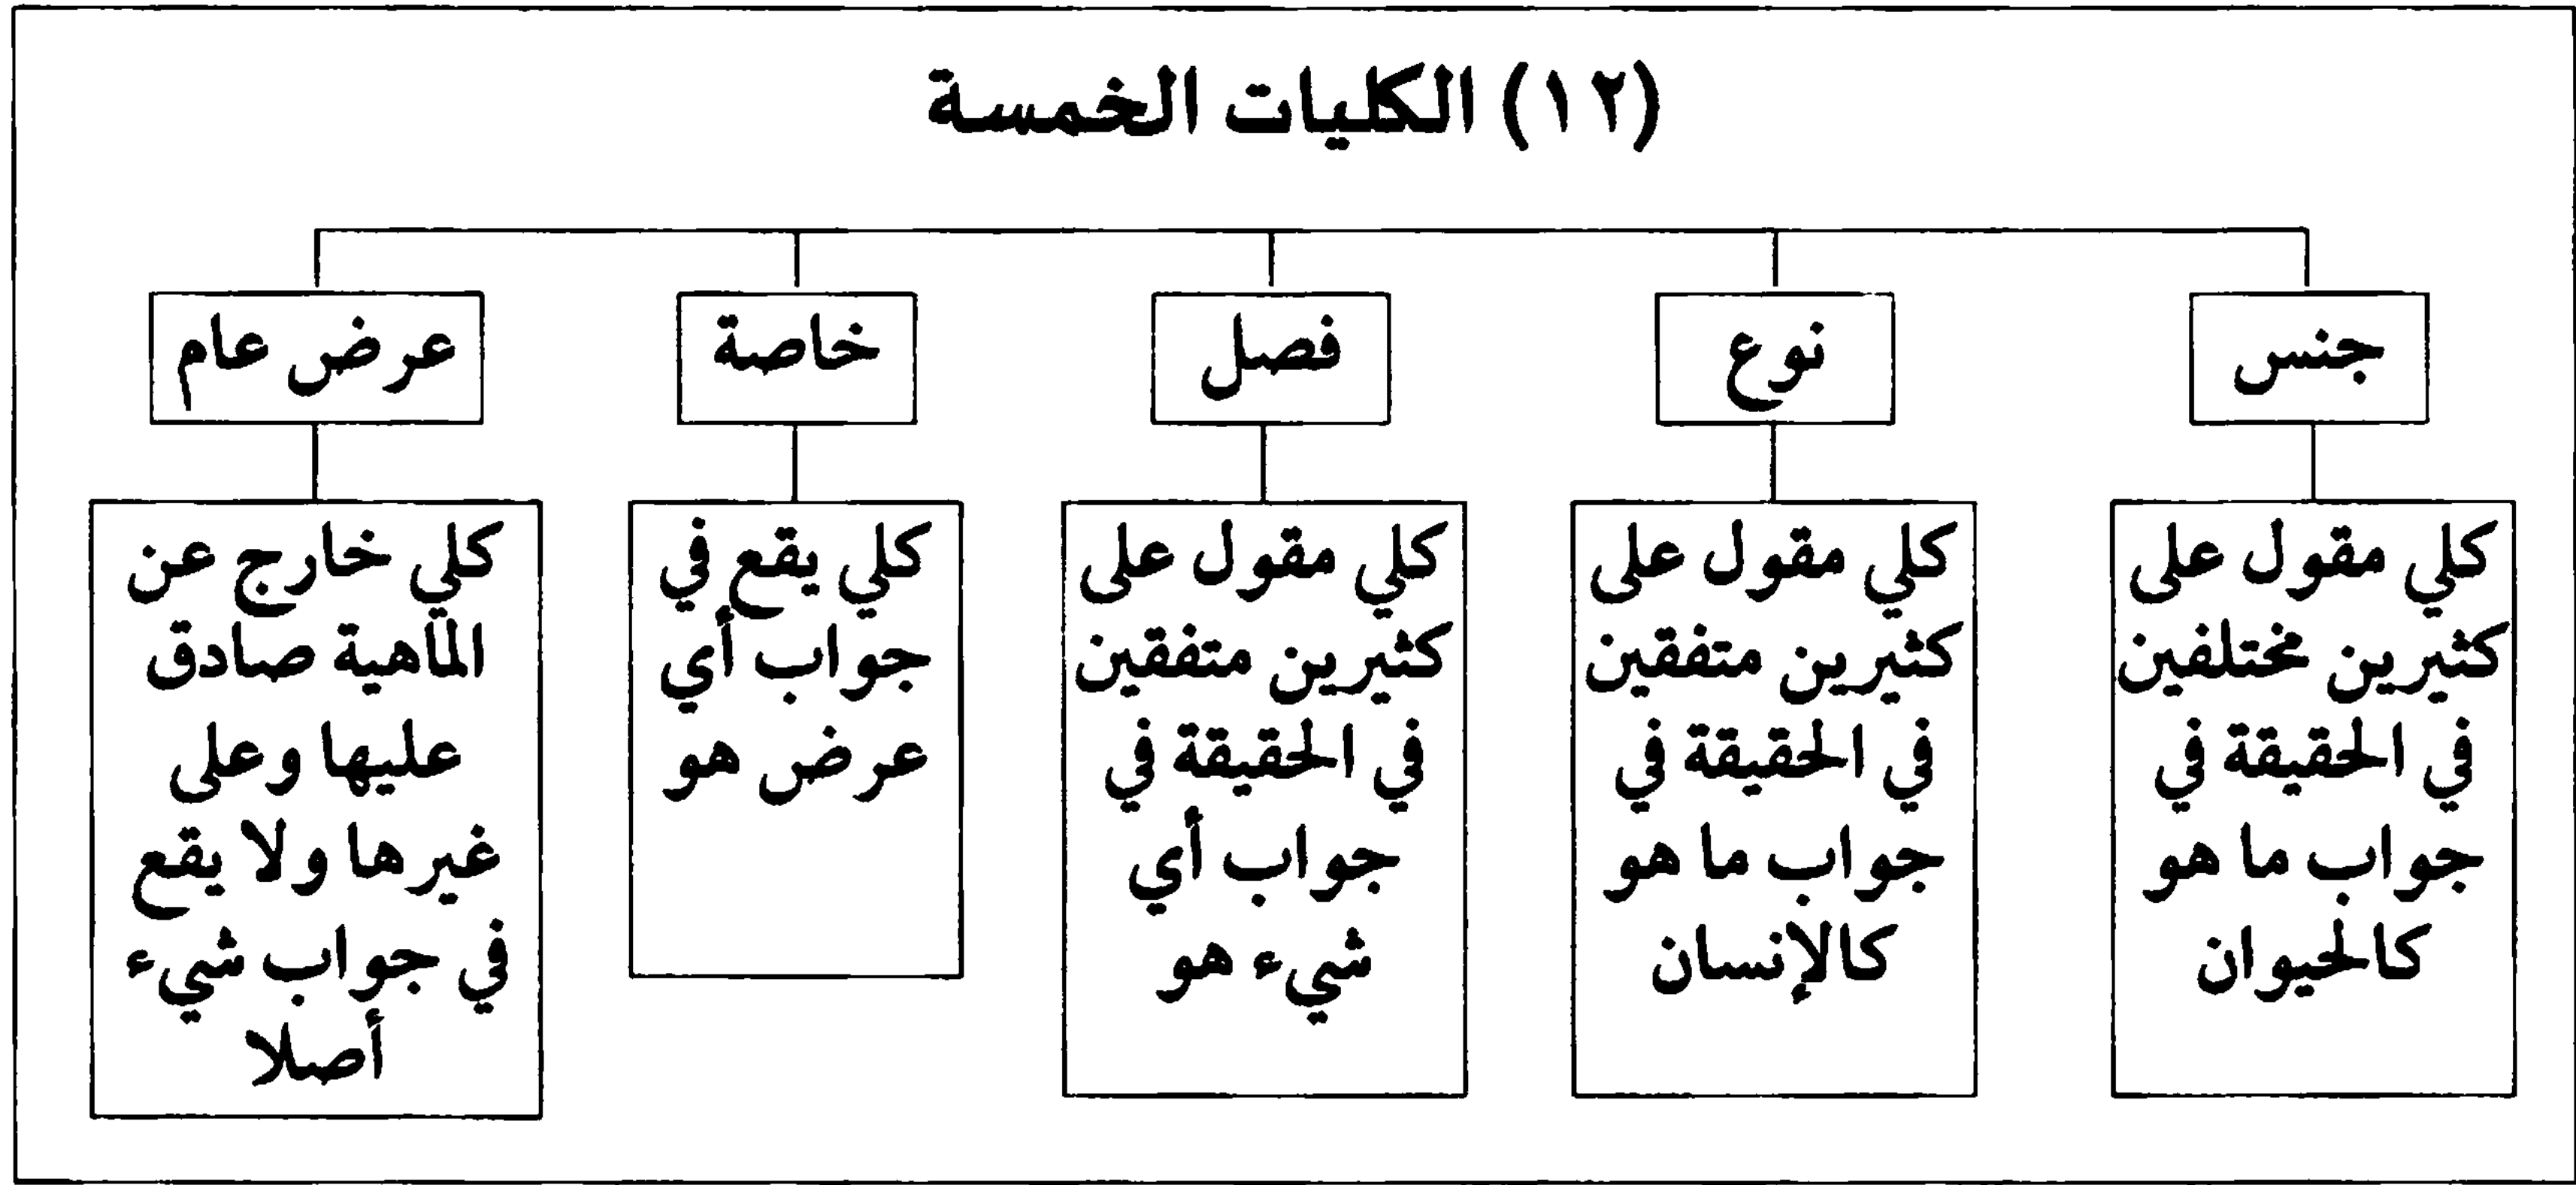 (١٢) الكليات الخمسة
جنس
نوع
فصل
خاصة
عرض عام
كلي مقول على
كثيرين مختلفين
في الحقيقة في
جواب ما هو
كالحيوان
كلي مقول على
كثيرين متفقين
في الحقيقة في
جواب ما هو
كالإنسان
كلي مقول على
كثيرين متفقين
في الحقيقة في
جواب أي
شيء هو
كلي يقع في
جواب أي
عرض هو
كلي خارج عن
الماهية صادق
عليها وعلى
غيرها ولا يقع
في جواب شيء
أصلا